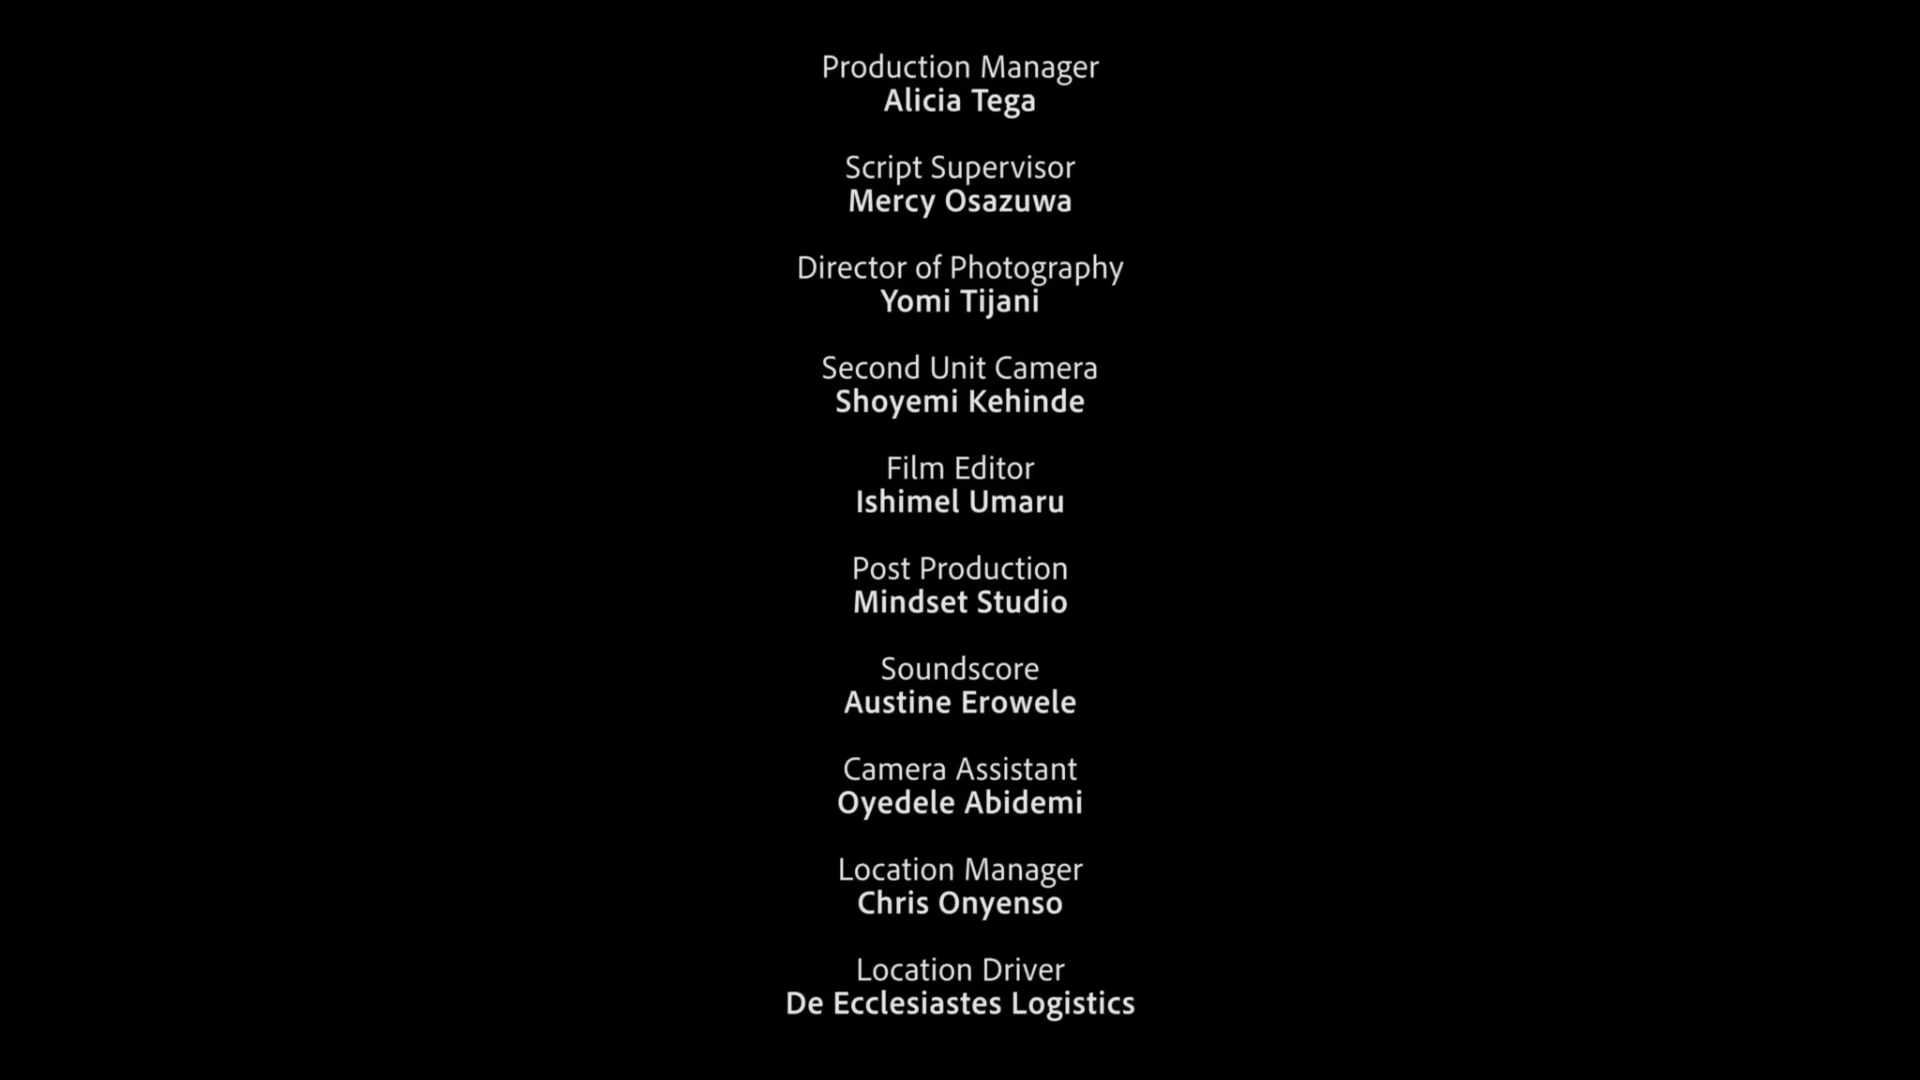 Production Manager
Alicia Tega
Script Supervisor
Mercy Osazuwa
Director of Photography
Yomi Tijani
Second Unit Camera
Shoyemi Kehinde
Film Editor
Ishimel Umaru
Post Production
Mindset Studio
Soundscore
Austine Erowele
Camera Assistant
Oyedele Abidemi
Location Manager
Chris Onyenso
Location Driver
De Ecclesiastes Logistics